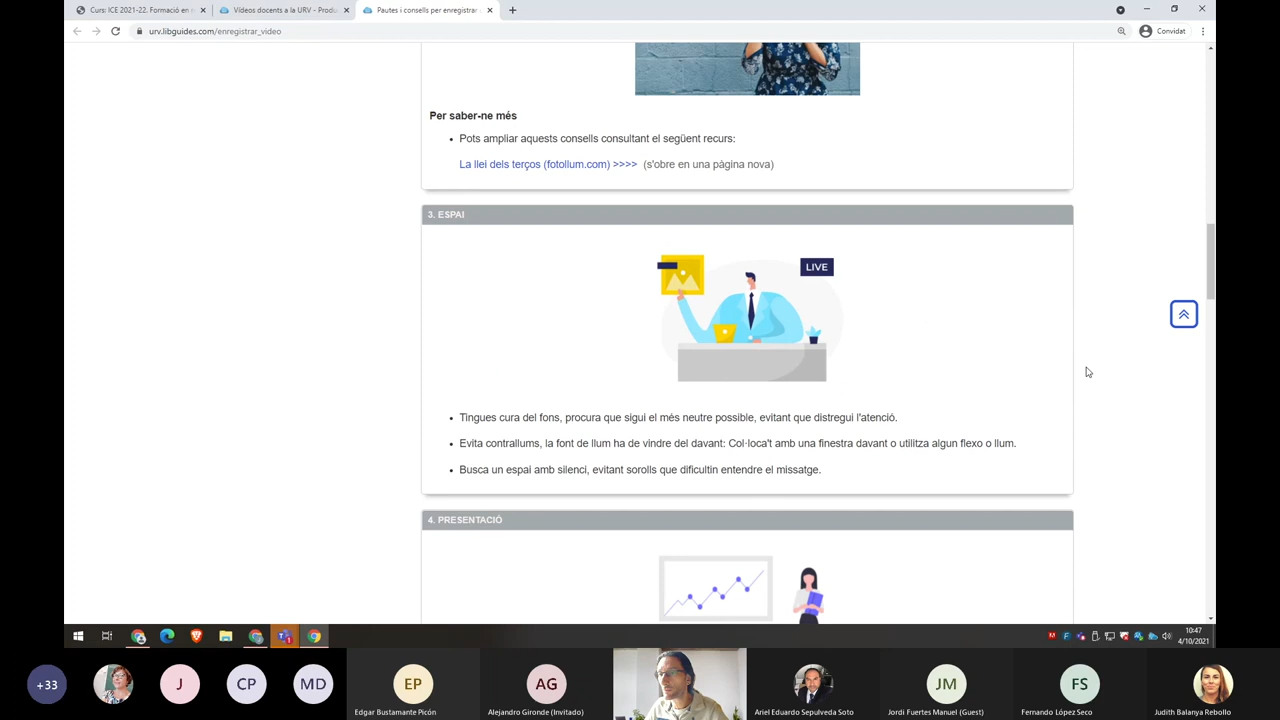 Curs: ICE 2021-22. Formació en
Vídeos docents a la URV - Produ
Pautes i consells per enregistrar
urv.libguides.com/enregistrar_video
Convidat
Per saber-ne més
Pots ampliar aquests consells consultant el següent recurs:
La llei dels terços (fotollum.com) >>>> (s'obre en una pàgina nova)
3. ESPAI
LIVE
Tingues cura del fons, procura que sigui el més neutre possible, evitant que distregui l'atenció.
Evita contrallums, la font de llum ha de vindre del davant: Col·loca't amb una finestra davant o utilitza algun flexo o llum.
Busca un espai amb silenci, evitant sorolls que dificultin entendre el missatge.
4. PRESENTACIÓ
10:47
4/10/2021
+33
J
CP
MD
EP
AG
JM
FS
Edgar Bustamante Picón
Alejandro Gironde (Invitado)
Ariel Eduardo Sepulveda Soto
Jordi Fuertes Manuel (Guest)
Fernando López Seco
Judith Balanya Rebollo